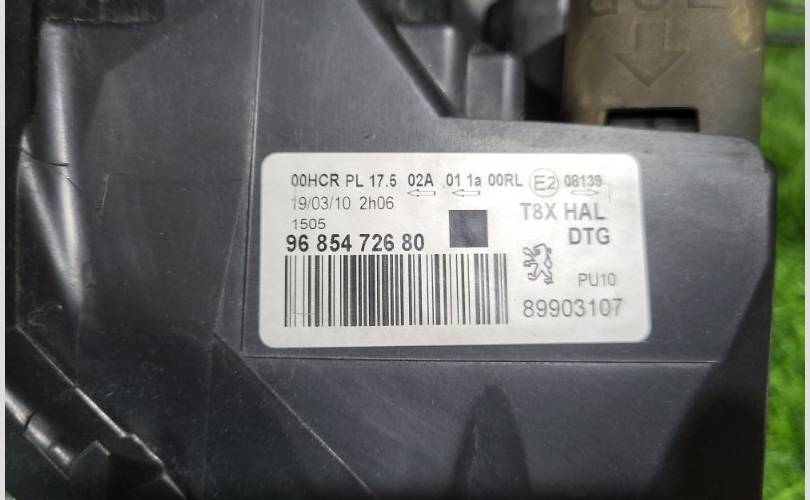 00HCR PL 17.5 02A 01 1a 00RL E2 08139
19/03/10 2h06
1505
96 854 726 80
T8X HAL
DTG
PU10
89903107